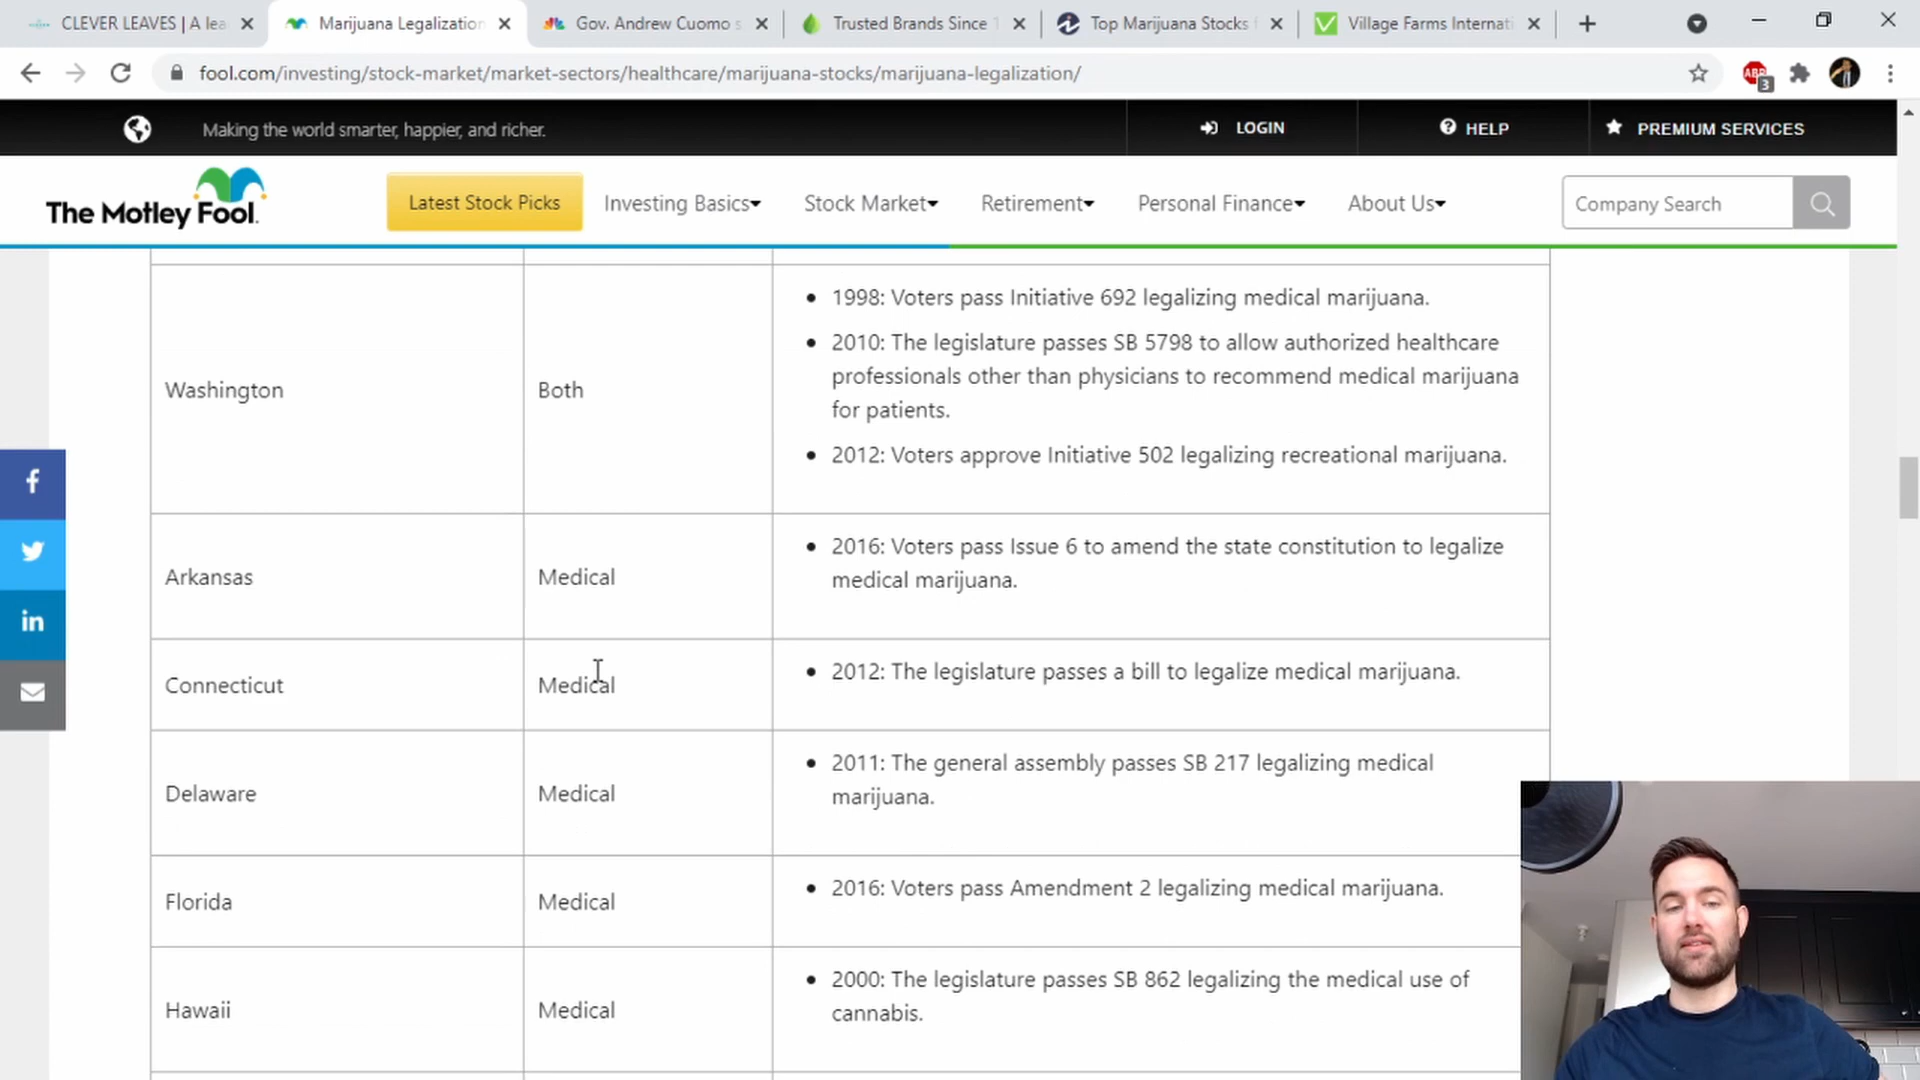 CLEVER LEAVES | A lea
Marijuana Legalization
Gov. Andrew Cuomo s
Trusted Brands Since 1
Top Marijuana Stocks f
Village Farms Internati
fool.com/investing/stock-market/market-sectors/healthcare/marijuana-stocks/marijuana-legalization/
ABP
3
Making the world smarter, happier, and richer.
LOGIN
HELP
PREMIUM SERVICES
The Motley Fool.
Latest Stock Picks
Investing Basics
Stock Market
Retirement
Personal Finance
About Us
Company Search
1998: Voters pass Initiative 692 legalizing medical marijuana.
2010: The legislature passes SB 5798 to allow authorized healthcare
professionals other than physicians to recommend medical marijuana
for patients.
Washington
Both
2012: Voters approve Initiative 502 legalizing recreational marijuana.
2016: Voters pass Issue 6 to amend the state constitution to legalize
medical marijuana.
Arkansas
Medical
Connecticut
Medical
2012: The legislature passes a bill to legalize medical marijuana.
2011: The general assembly passes SB 217 legalizing medical
marijuana.
Delaware
Medical
Florida
Medical
2016: Voters pass Amendment 2 legalizing medical marijuana.
2000: The legislature passes SB 862 legalizing the medical use of
cannabis.
Hawaii
Medical
f
in